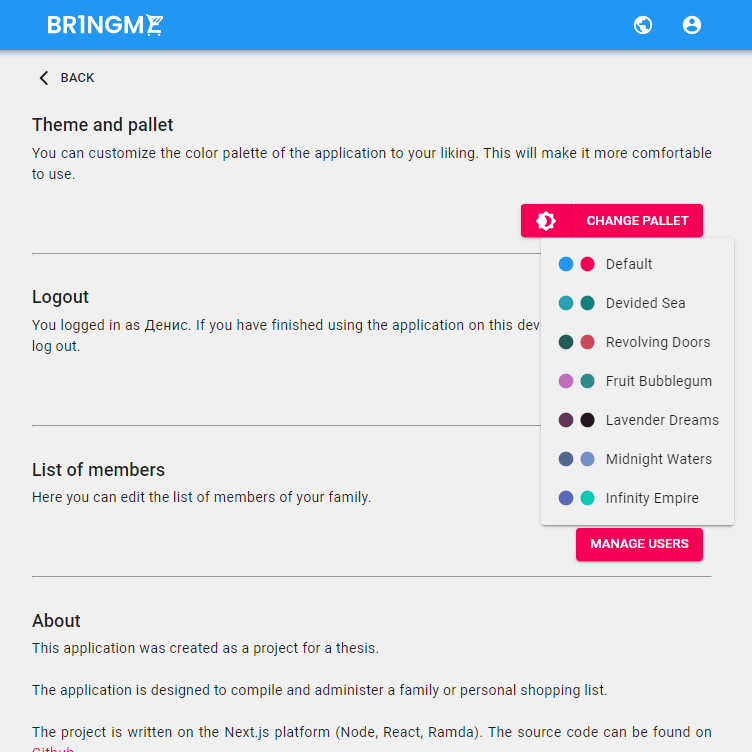 BR1NGME
BACK
Theme and pallet
You can customize the color palette of the application to your liking. This will make it more comfortable
to use.
CHANGE PALLET
Default
Devided Sea
Revolving Doors
Fruit Bubblegum
Lavender Dreams
Midnight Waters
Infinity Empire
Logout
You logged in as Денис. If you have finished using the application on this dev
log out.
List of members
Here you can edit the list of members of your family.
MANAGE USERS
About
This application was created as a project for a thesis.
The application is designed to compile and administer a family or personal shopping list.
The project is written on the Next.js platform (Node, React, Ramda). The source code can be found on
Github